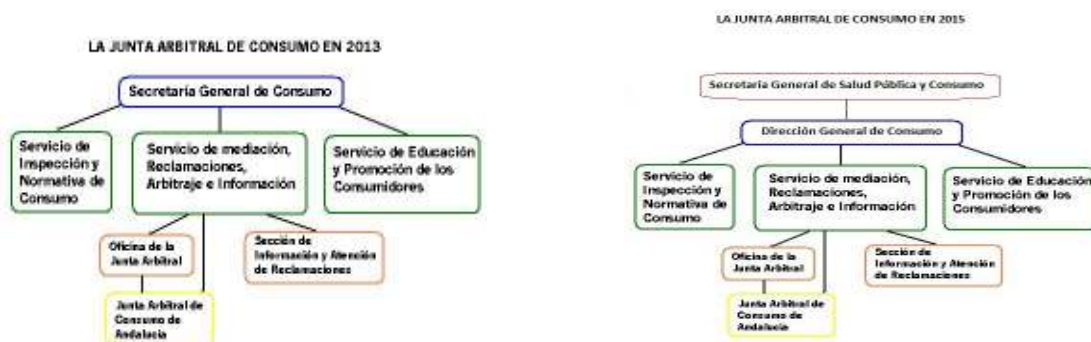 LA JUNTA ARBITRAL DE CONSUMO EN 2013
Secretaría General de Consumo
Servicio de
Inspección y
Normativa de
Consumo
Servicio de mediación,
Reclamaciones,
Arbitraje e Información
Servicio de Educación
y Promoción de los
Consumidores
Oficina de la
Junta Arbitral
Sección de
Información y Atención
de Reclamaciones
Junta Arbitral de
Consumo de
Andalucía
LA JUNTA ARBITRAL DE CONSUMO EN 2015
Secretaria General de Salud Pública y Consumo
Dirección General de Consumo
Servicio de
Inspección y
Normativa de
Consumo
Servicio de mediación,
Reclamaciones,
Arbitraje e Información
Servicio de Educación
y Promoción de los
Consumidores
Oficina de la
Junta Arbitral
Sección de
Información y Atención
de Reclamaciones
Junta Arbitral de
Consumo de
Andalucía